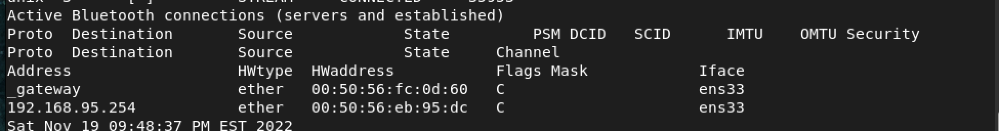 unix [ ] STREAM CONNECTED
Active Bluetooth connections (servers and established)
Proto  Destination       Source            State         PSM DCID   SCID      IMTU    OMTU Security
Proto  Destination       Source            State     Channel
Address                  HWtype  HWaddress           Flags Mask            Iface
_gateway                 ether   00:50:56:fc:0d:60   C                     ens33
192.168.95.254           ether   00:50:56:eb:95:dc   C                     ens33
Sat Nov 19 09:48:37 PM EST 2022